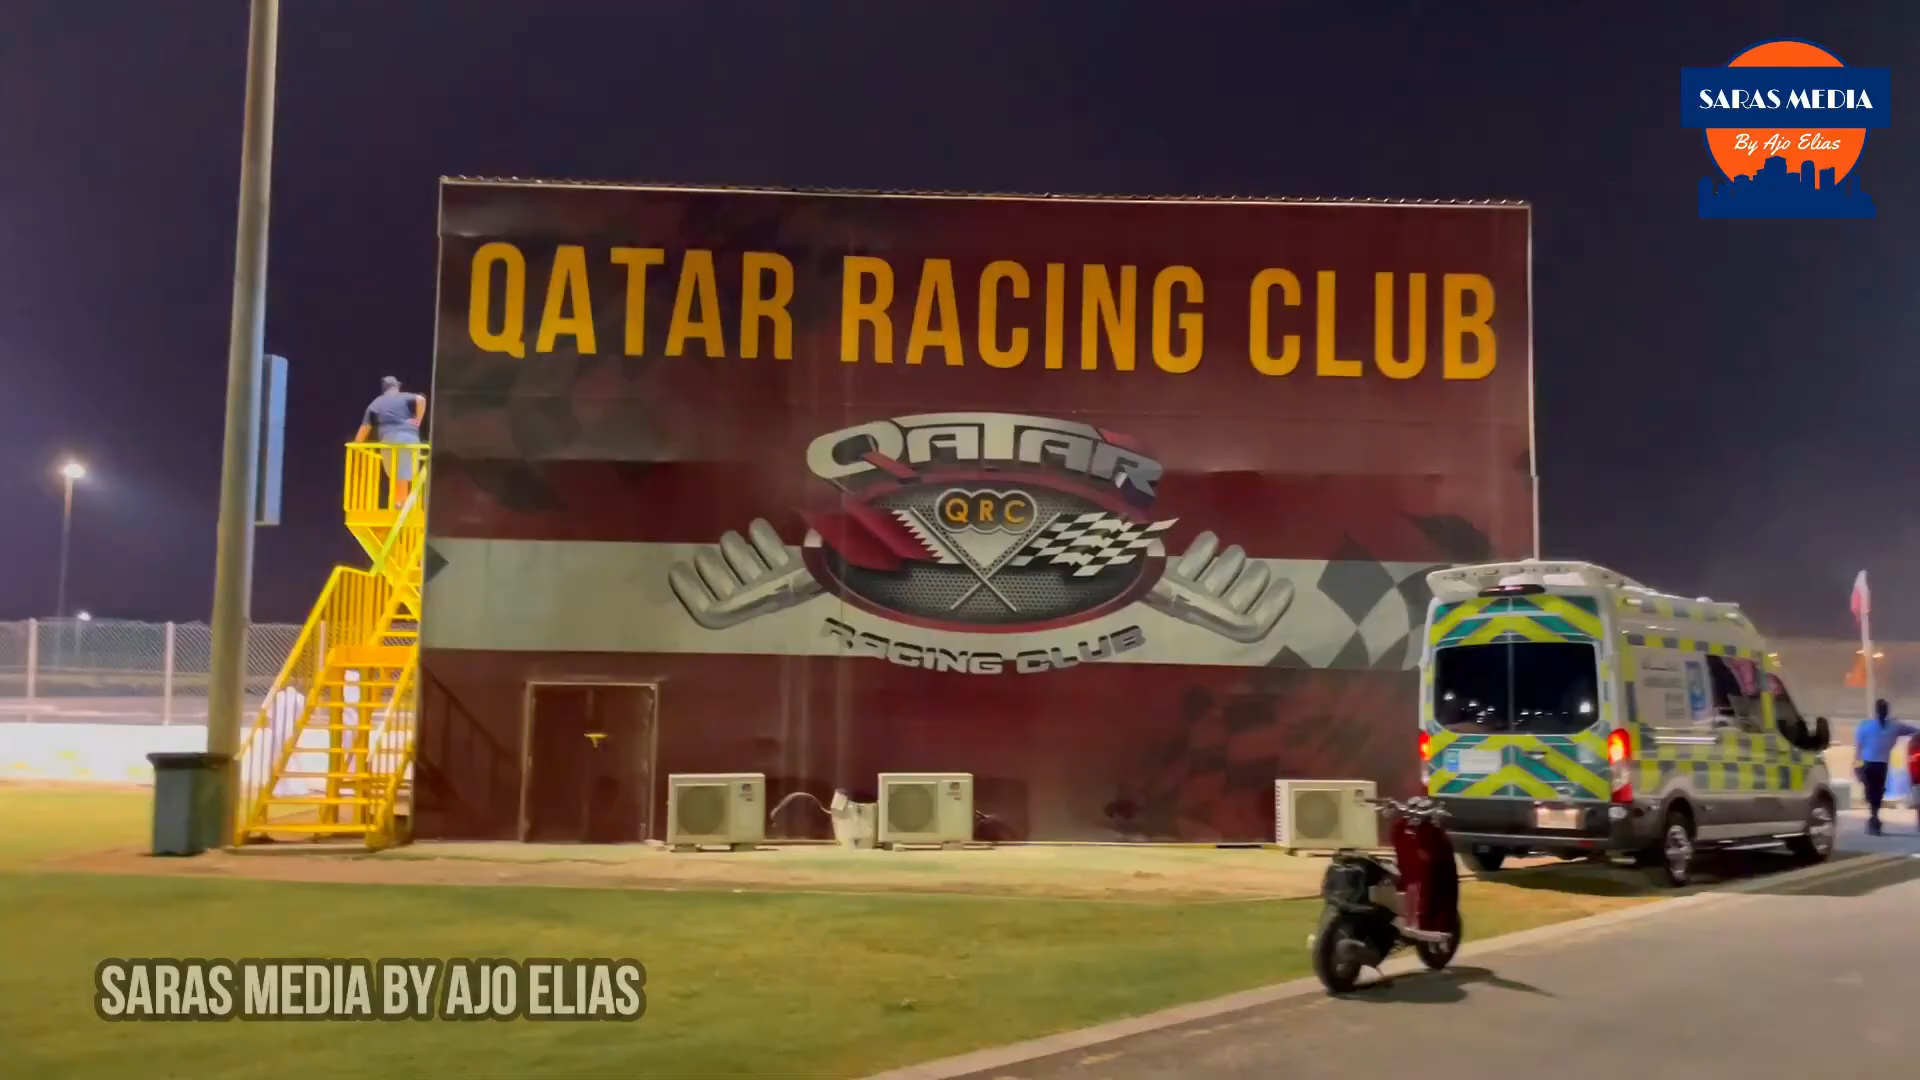 SARAS MEDIA
By Ajo Elias
QATAR RACING CLUB
QATAR
QRC
RACING CLUB
SARAS MEDIA BY AJO ELIAS